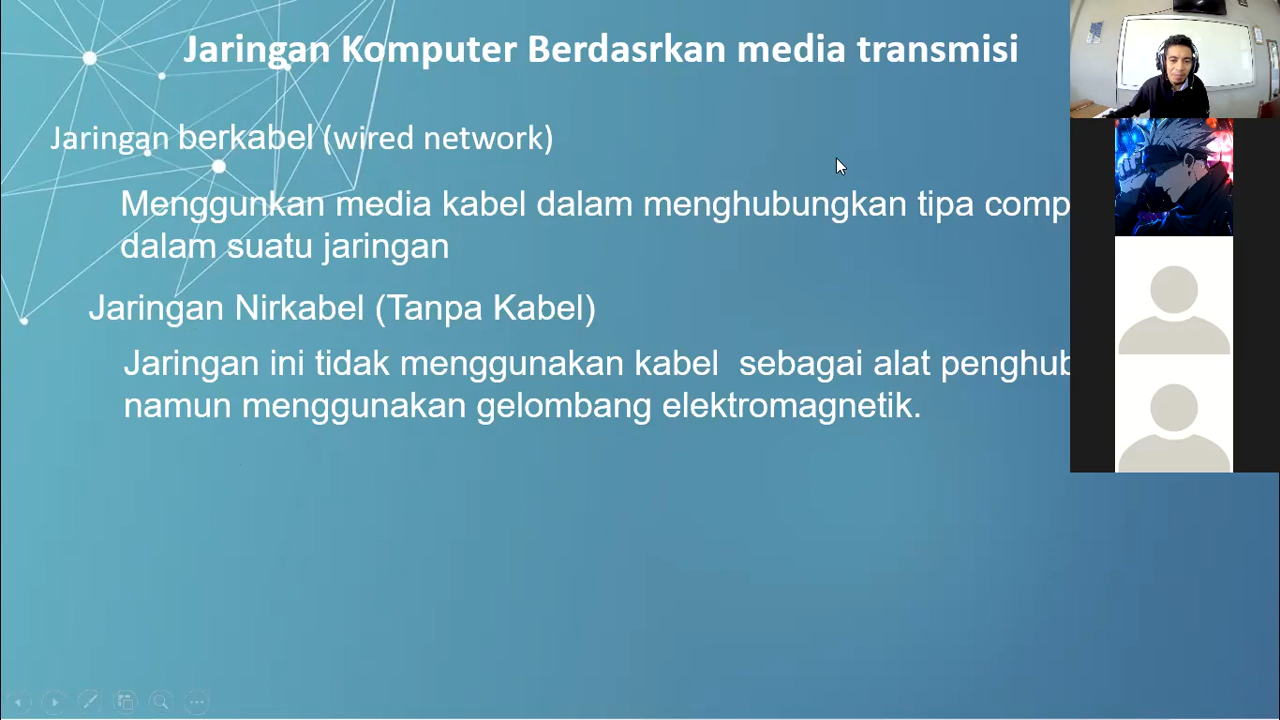 Jaringan Komputer Berdasrkan media transmisi
Jaringan berkabel (wired network)
Menggunkan media kabel dalam menghubungkan tipa comp
dalam suatu jaringan
Jaringan Nirkabel (Tanpa Kabel)
Jaringan ini tidak menggunakan kabel sebagai alat penghub
namun menggunakan gelombang elektromagnetik.